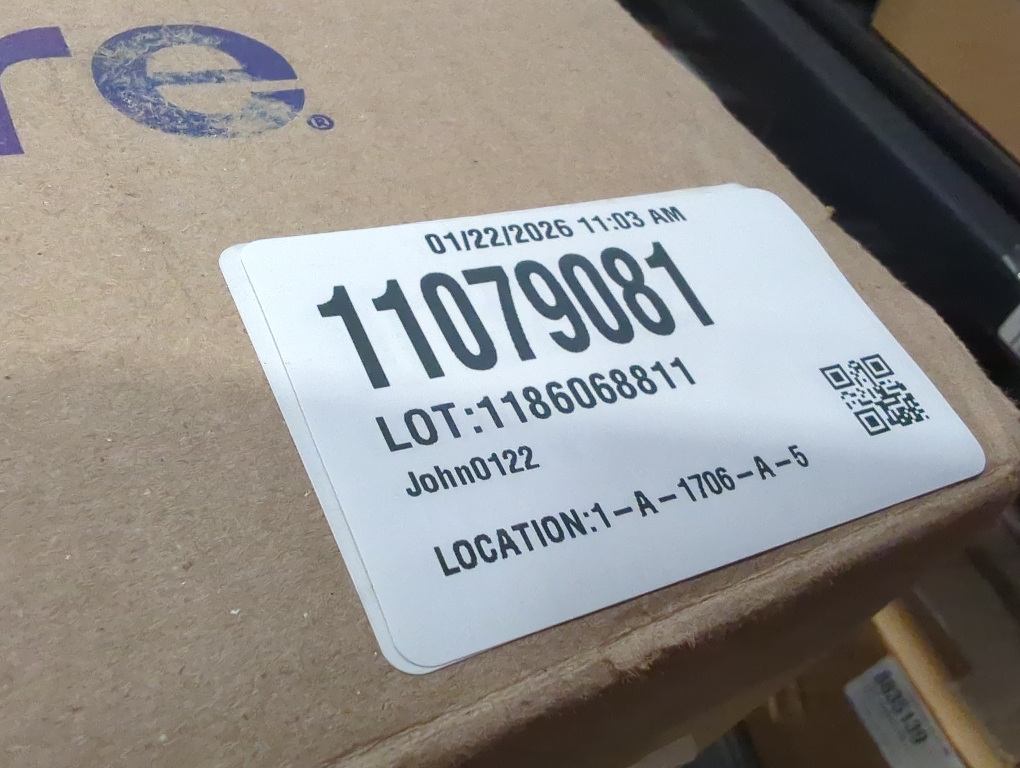 re®
01/22/2026 11:03 AM
11079081
LOT:1186068811
John0122
LOCATION:1-A-1706-A-5